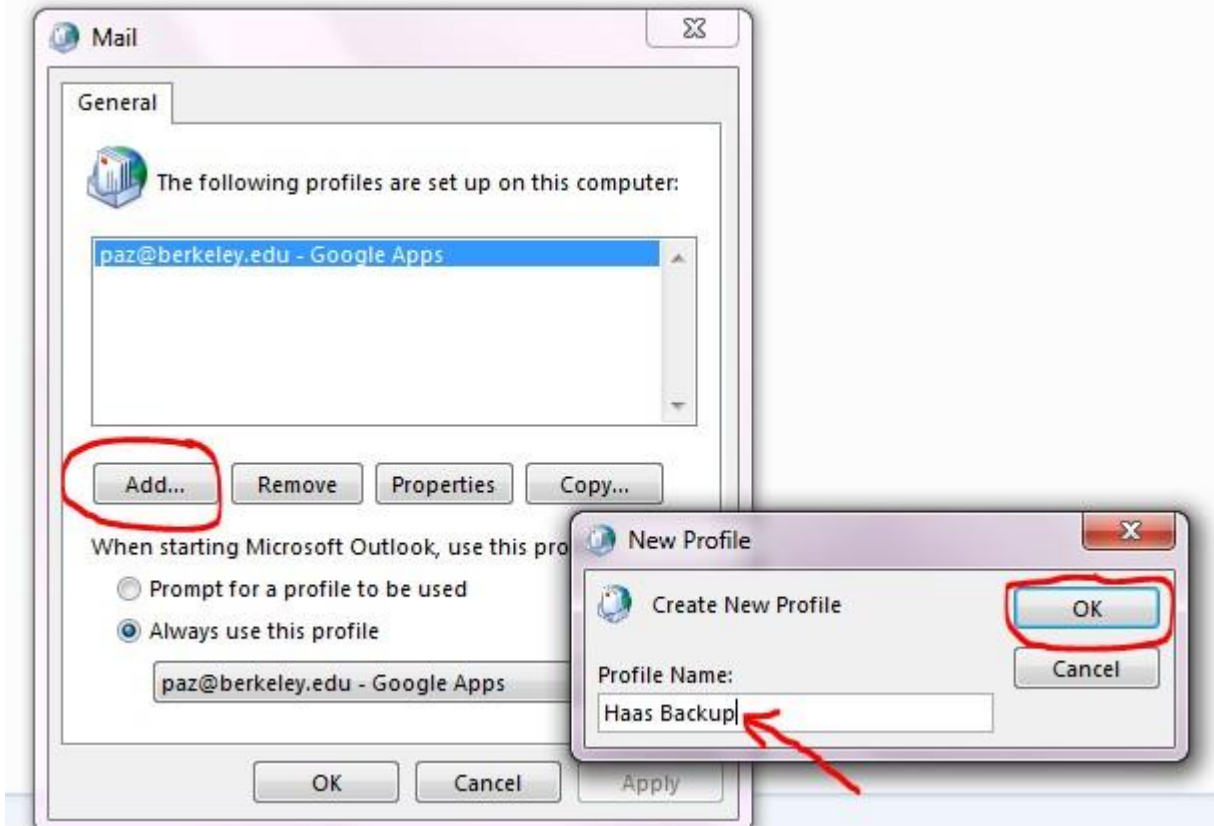 Mail
General
The following profiles are set up on this computer:
paz@berkeley.edu - Google Apps
Add... Remove Properties Copy...
When starting Microsoft Outlook, use this pro
Prompt for a profile to be used
Always use this profile
paz@berkeley.edu - Google Apps
OK Cancel Apply
New Profile
Create New Profile
OK
Cancel
Profile Name:
Haas Backup